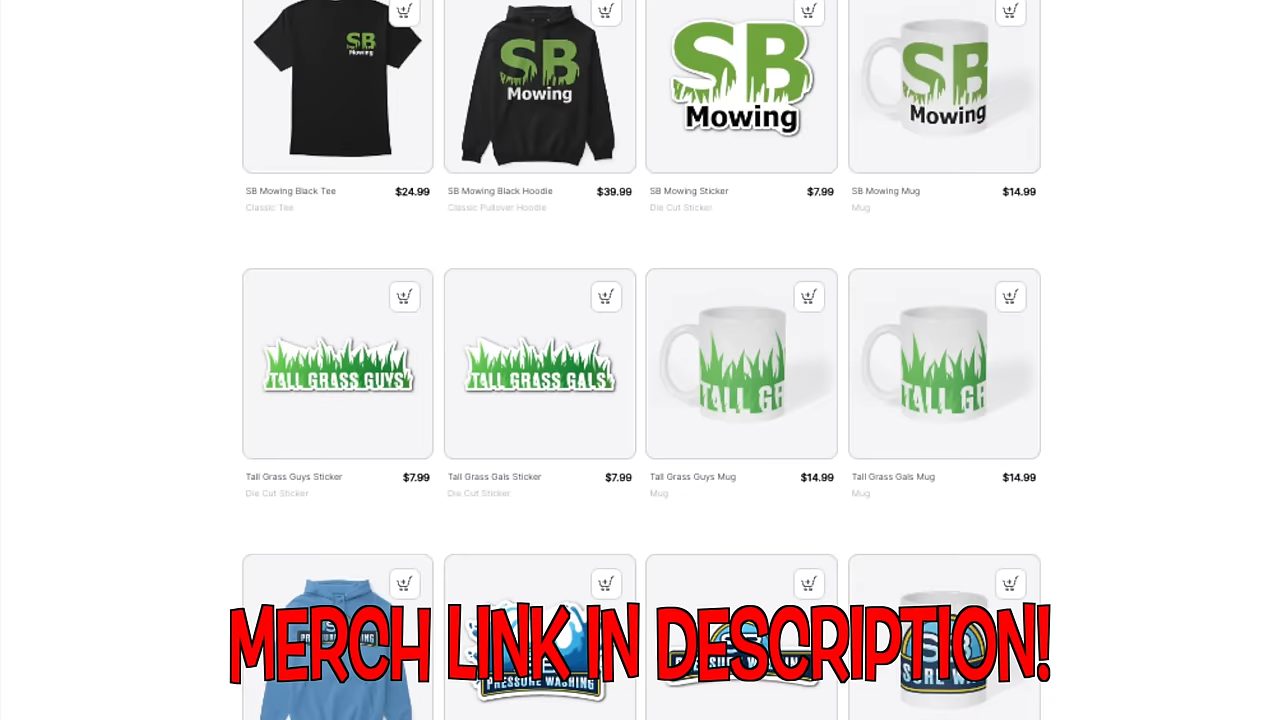 SB
Mowing
SB
Mowing
SB
Mowing
SB
Mowing
SB Mowing Black Tee $24.99
Classic Tee
SB Mowing Black Hoodie $39.99
Classic Pullover Hoodie
SB Mowing Sticker $7.99
Die Cut Sticker
SB Mowing Mug $14.99
Mug
TALL GRASS GUYS
TALL GRASS GALS
TALL GR
TALL GR
Tall Grass Guys Sticker $7.99
Die Cut Sticker
Tall Grass Gals Sticker $7.99
Die Cut Sticker
Tall Grass Guys Mug $14.99
Mug
Tall Grass Gals Mug $14.99
Mug
MERCH LINK IN DESCRIPTION!
PRESSURE WASHING